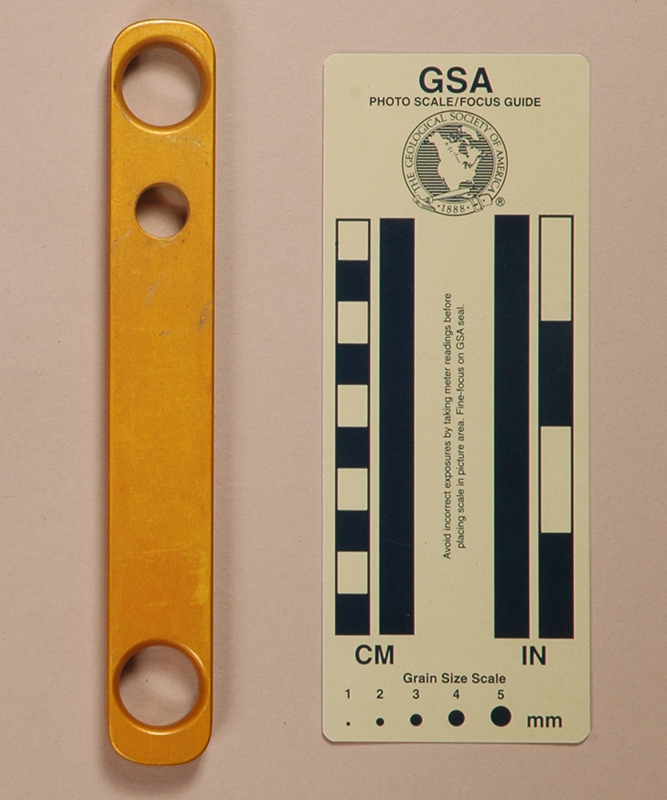 GSA
PHOTO SCALE/FOCUS GUIDE
THE GEOLOGICAL SOCIETY OF AMERICA
·1888·
®
Avoid incorrect exposures by taking meter readings before
placing scale in picture area. Fine-focus on GSA seal.
CM IN
Grain Size Scale
1 2 3 4 5
mm